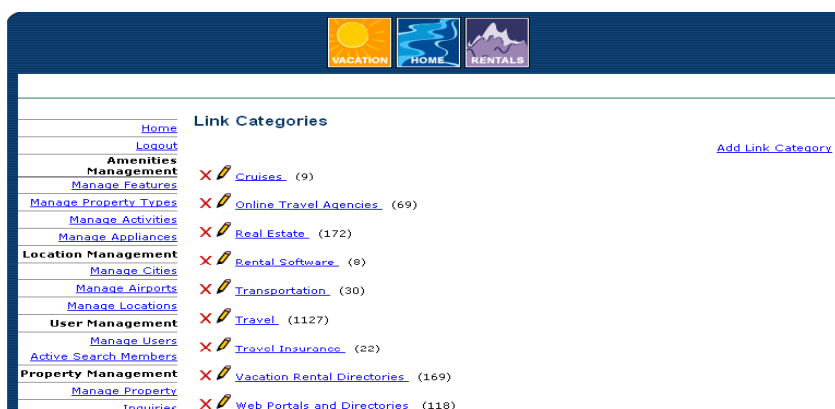 VACATION HOME RENTALS
Link Categories
Add Link Category
Home
Logout
Amenities
Management
Manage Features
Manage Property Types
Manage Activities
Manage Appliances
Location Management
Manage Cities
Manage Airports
Manage Locations
User Management
Manage Users
Active Search Members
Property Management
Manage Property
Inquiries
Cruises (9)
Online Travel Agencies (69)
Real Estate (172)
Rental Software (8)
Transportation (30)
Travel (1127)
Travel Insurance (22)
Vacation Rental Directories (169)
Web Portals and Directories (118)